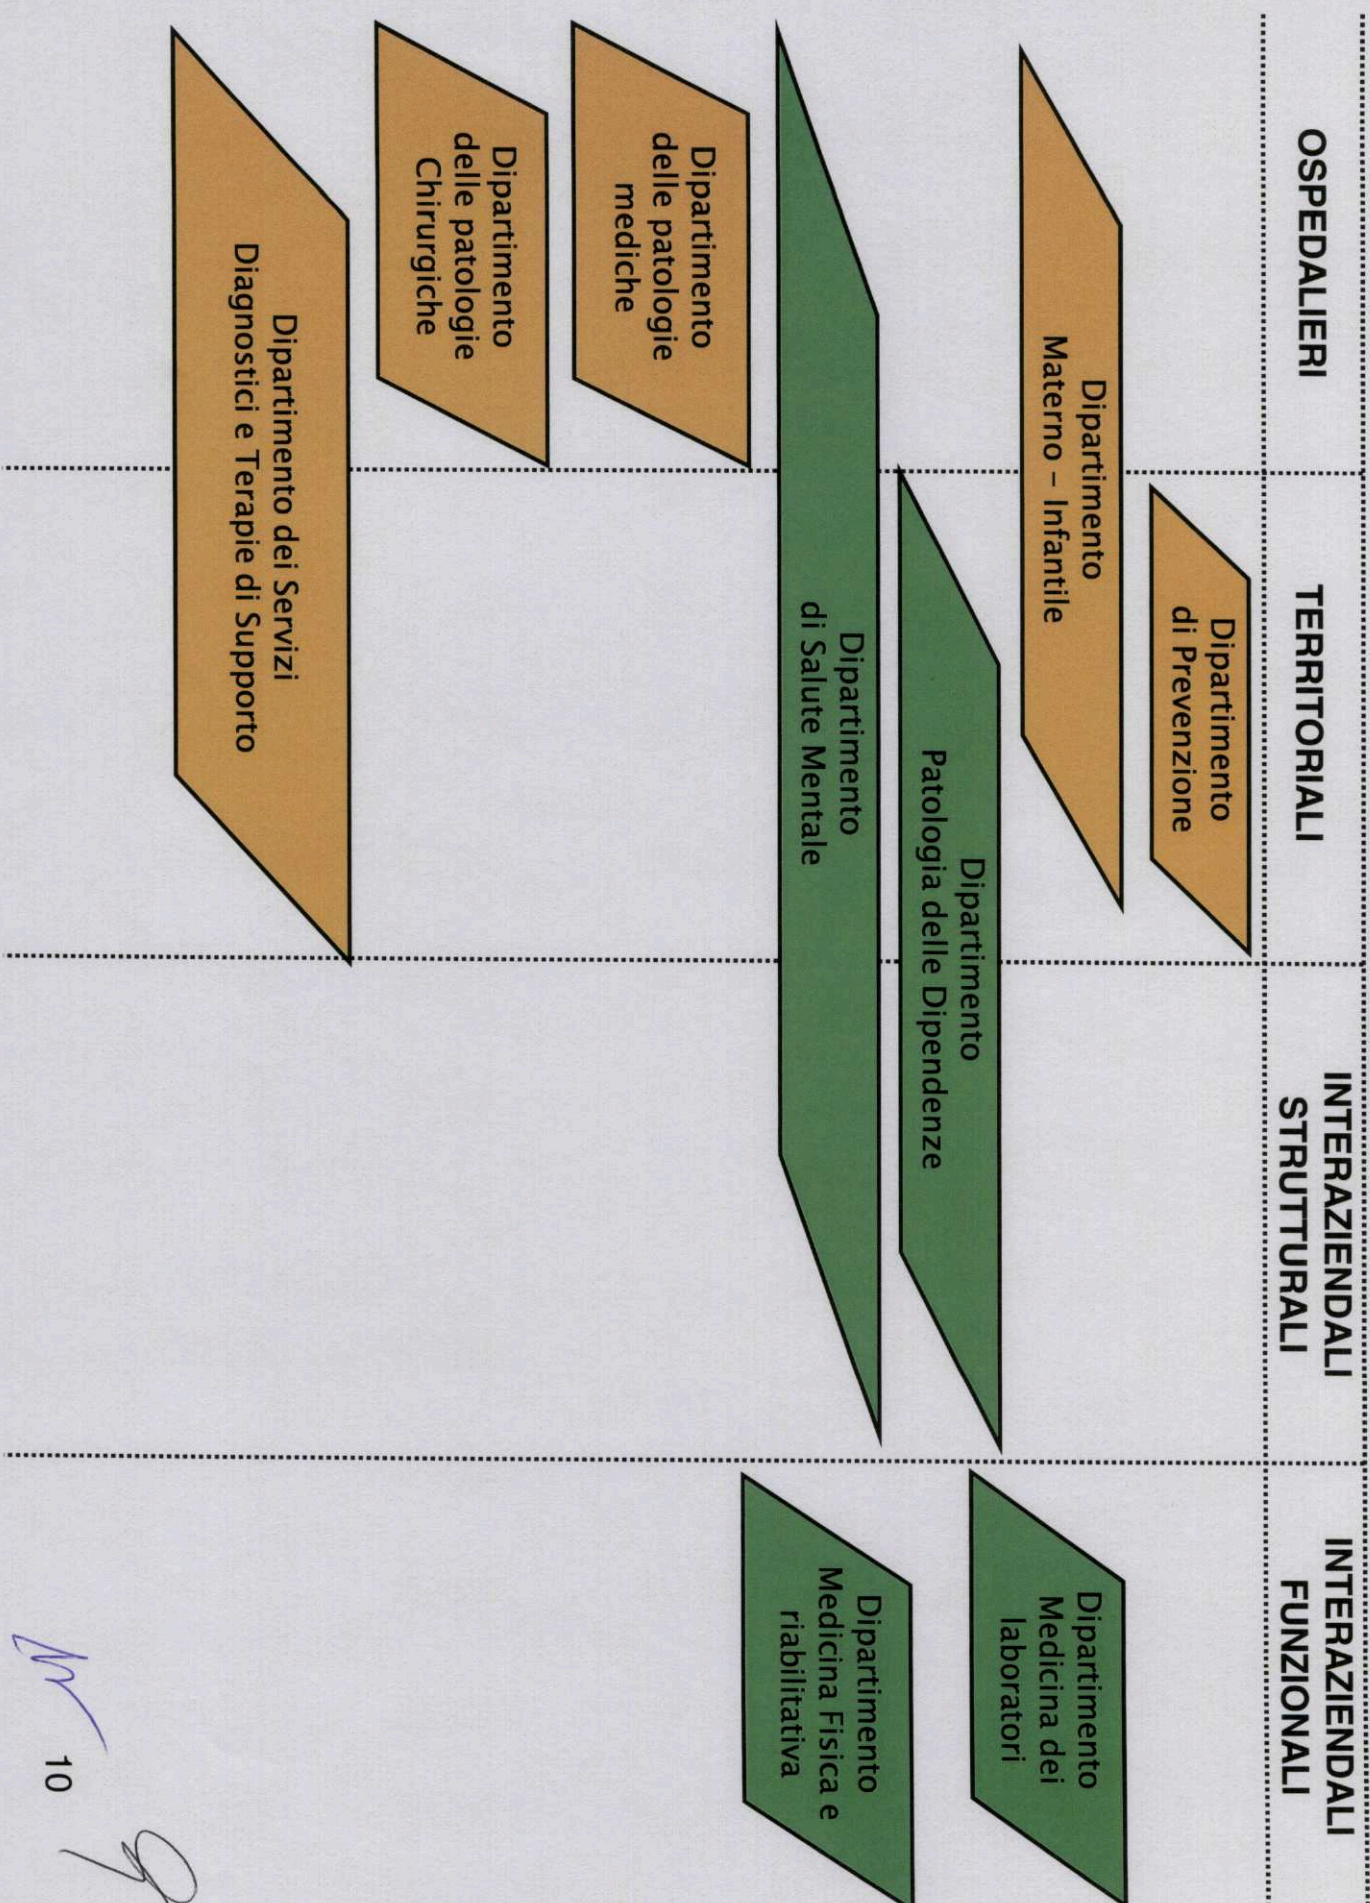 OSPEDALIERI
TERRITORIALI
INTERAZIENDALI
STRUTTURALI
INTERAZIENDALI
FUNZIONALI
Dipartimento
di Prevenzione
Dipartimento
Materno – Infantile
Dipartimento
Medicina dei
laboratori
Dipartimento
Patologia delle Dipendenze
Dipartimento
di Salute Mentale
Dipartimento
Medicina Fisica e
riabilitativa
Dipartimento
delle patologie
mediche
Dipartimento
delle patologie
Chirurgiche
Dipartimento dei Servizi
Diagnostici e Terapie di Supporto
10